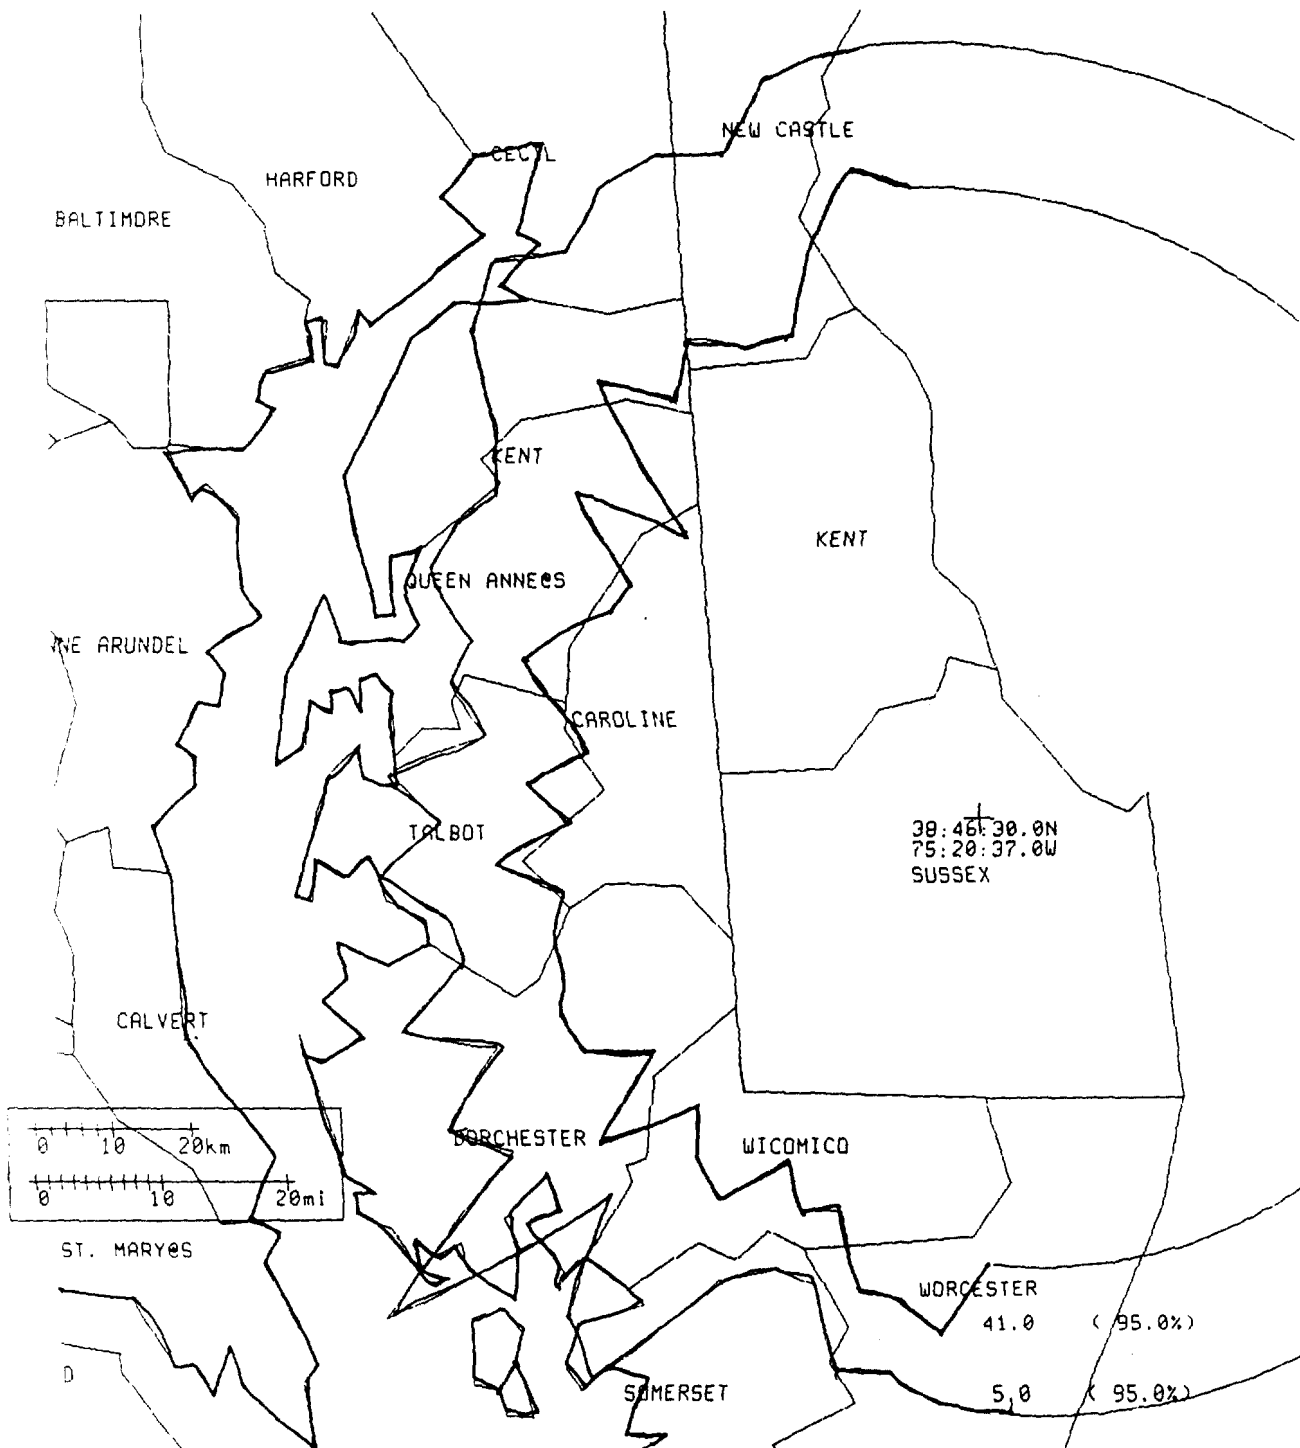 NEW CASTLE
CECIL
HARFORD
BALTIMORE
KENT
KENT
QUEEN ANNE@S
NE ARUNDEL
CAROLINE
TALBOT
38:46:30.0N
75:20:37.0W
SUSSEX
CALVERT
DORCHESTER
WICOMICO
0 10 20km
0 10 20mi
ST. MARY@S
WORCESTER
41.0 ( 95.0%)
D
5.0 ( 95.0%)
SOMERSET